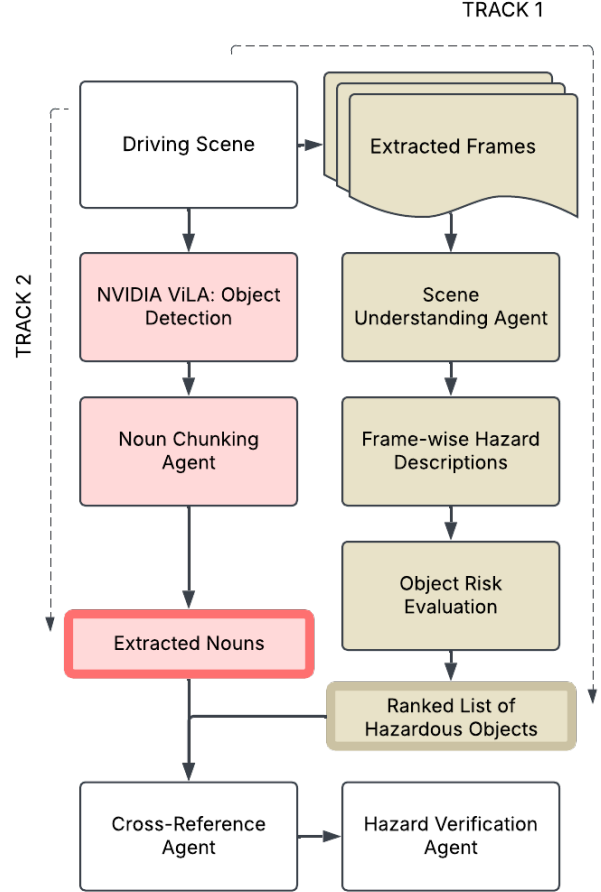 TRACK 1
Driving Scene
Extracted Frames
TRACK 2
NVIDIA ViLA: Object
Detection
Scene
Understanding Agent
Noun Chunking
Agent
Frame-wise Hazard
Descriptions
Object Risk
Evaluation
Extracted Nouns
Ranked List of
Hazardous Objects
Cross-Reference
Agent
Hazard Verification
Agent